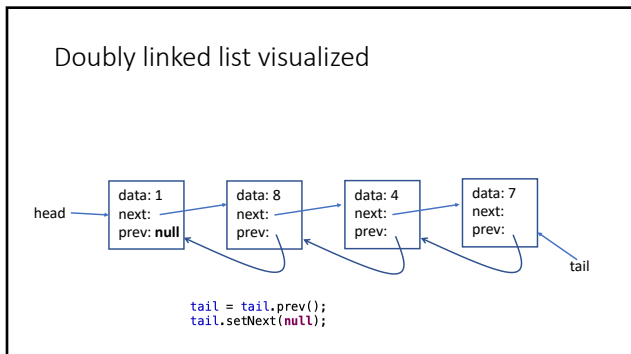 Doubly linked list visualized
head
data: 1
next:
prev: null
data: 8
next:
prev:
data: 4
next:
prev:
data: 7
next:
prev:
tail
tail = tail.prev();
tail.setNext(null);